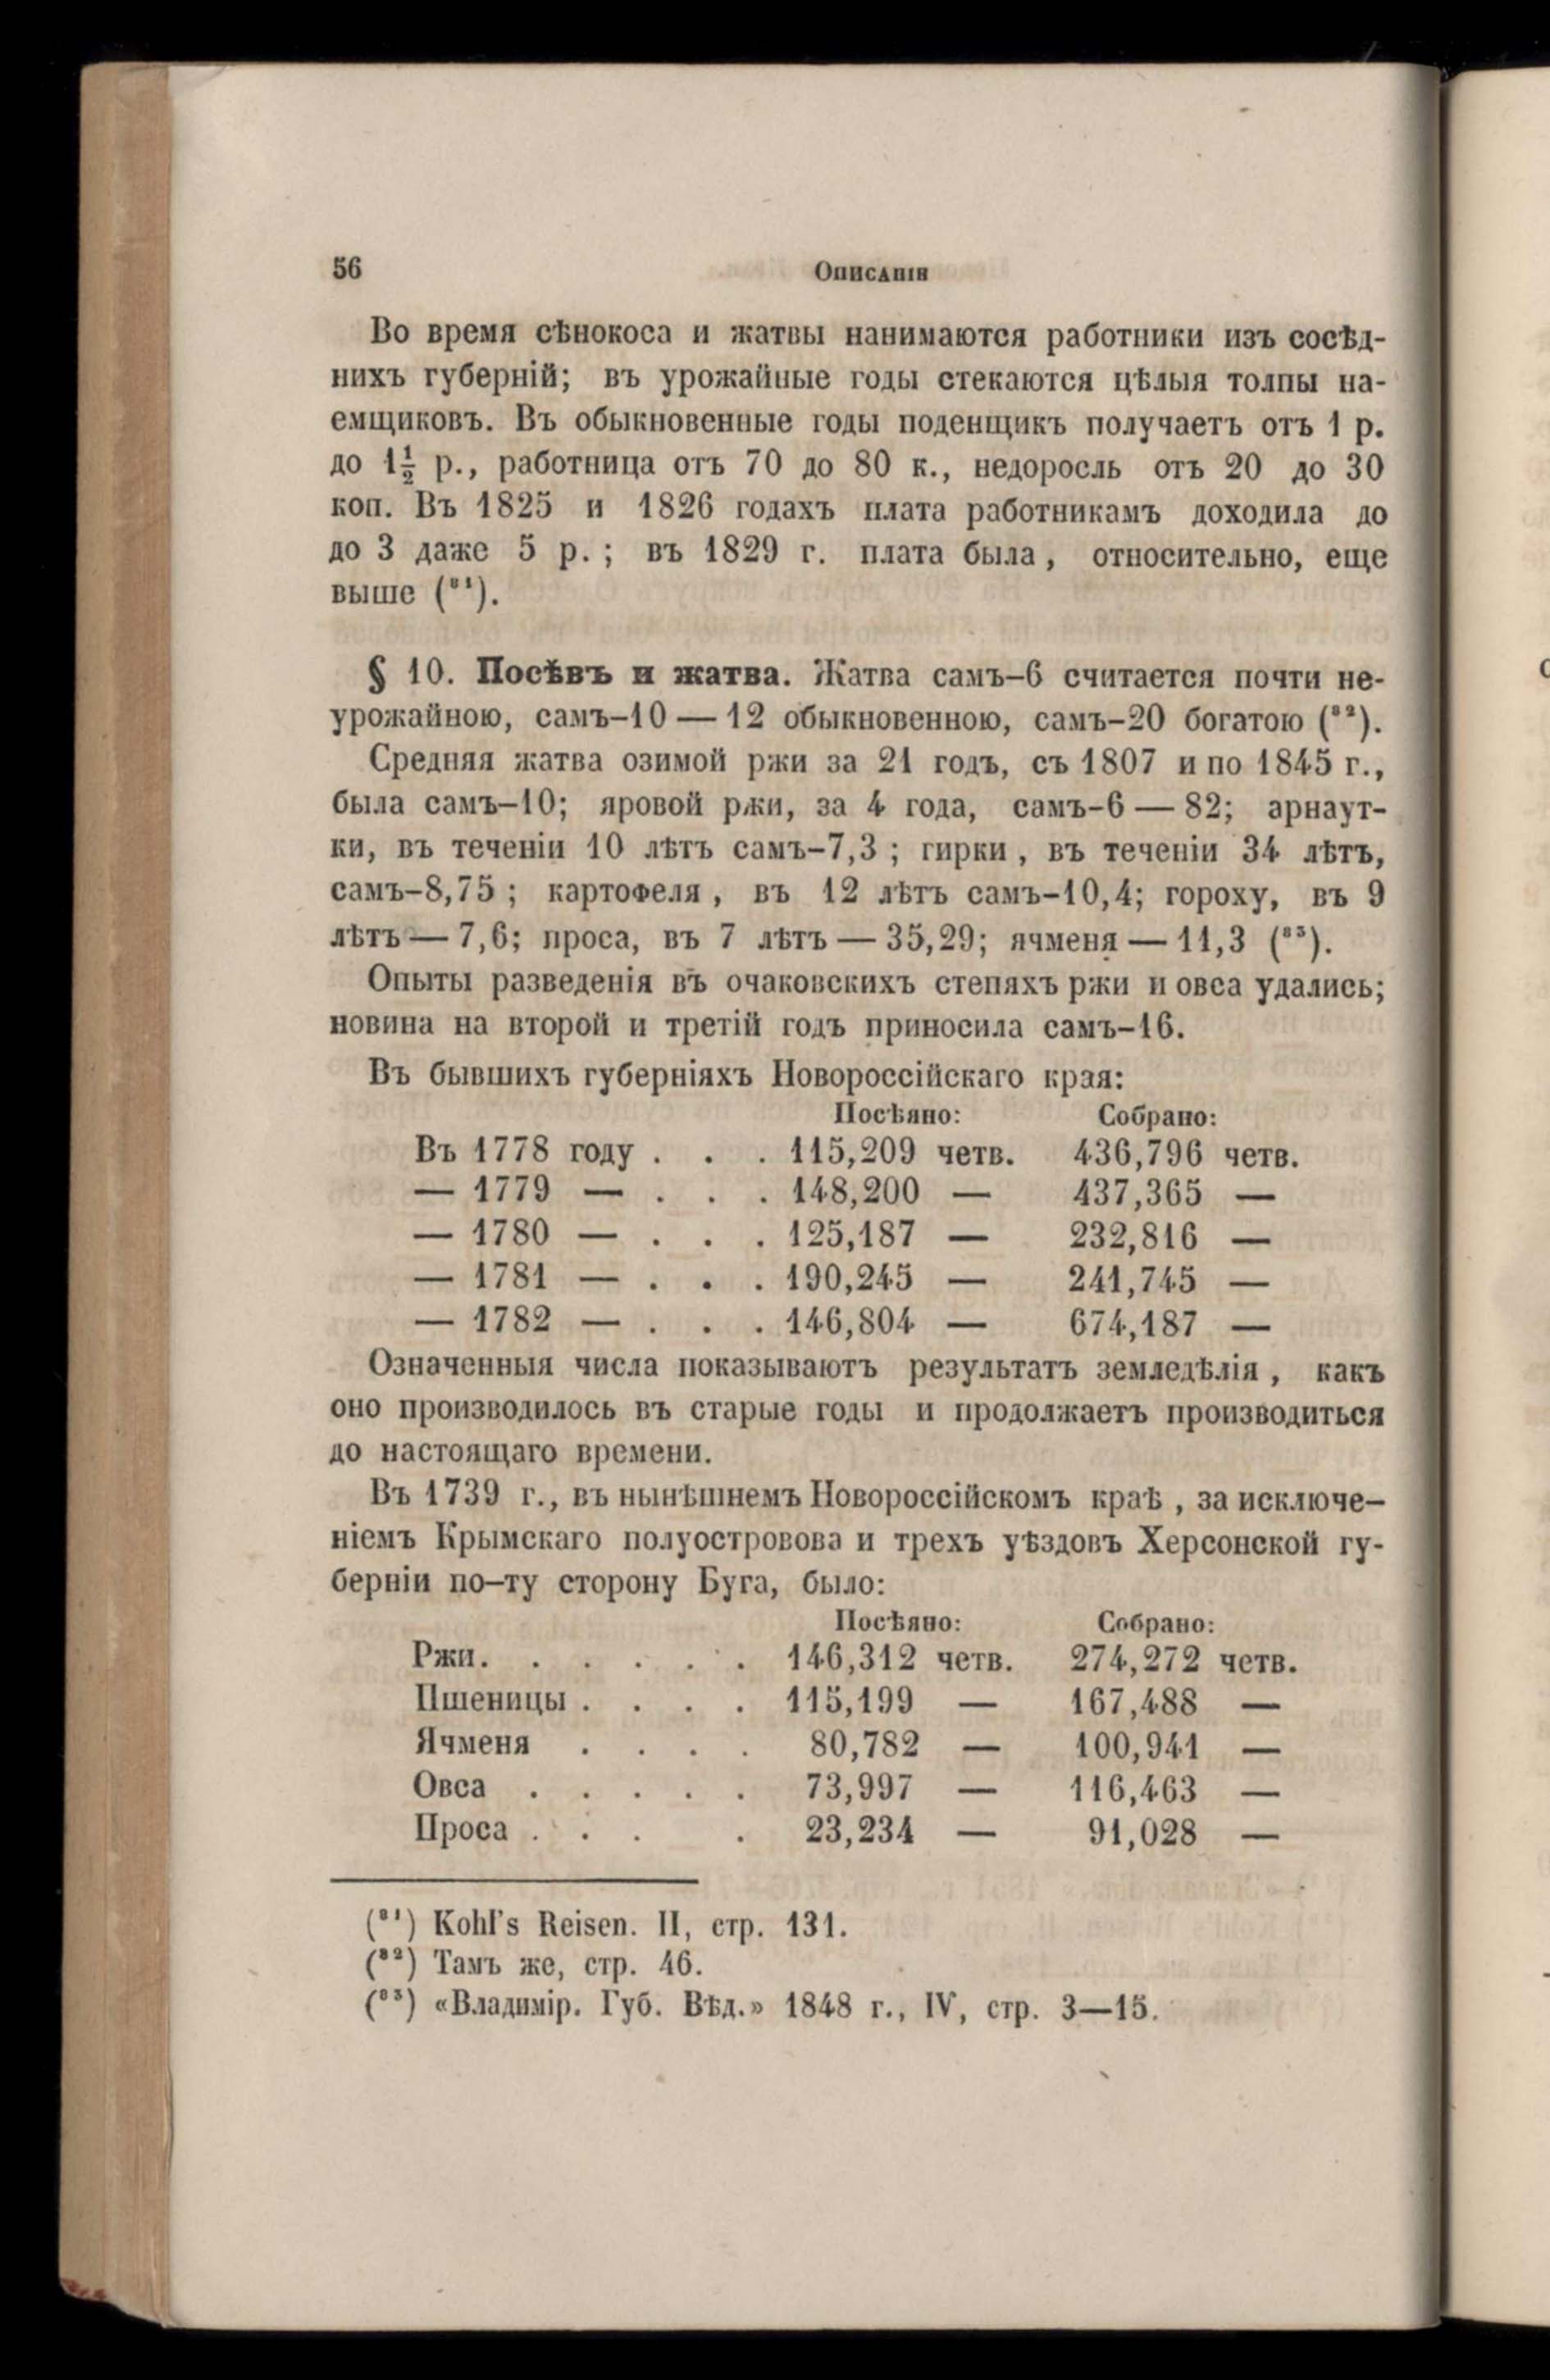 56 Описанія
Во время сѣнокоса и жатвы нанимаются работники изъ сосѣд-
нихъ губерній; въ урожайные годы стекаются цѣлыя толпы на-
емщиковъ. Въ обыкновенные годы поденщикъ получаетъ отъ 1 р.
до 1½ р., работница отъ 70 до 80 к., недоросль отъ 20 до 30
коп. Въ 1825 и 1826 годахъ плата работникамъ доходила до
до 3 даже 5 р. ; въ 1829 г. плата была , относительно, еще
выше (⁸¹).
§ 10. Посѣвъ и жатва. Жатва самъ-6 считается почти не-
урожайною, самъ-10 — 12 обыкновенною, самъ-20 богатою (⁸²).
Средняя жатва озимой ржи за 21 годъ, съ 1807 и по 1845 г.,
была самъ-10; яровой ржи, за 4 года, самъ-6 — 82; арнаут-
ки, въ теченіи 10 лѣтъ самъ-7,3 ; гирки , въ теченіи 34 лѣтъ,
самъ-8,75 ; картофеля , въ 12 лѣтъ самъ-10,4; гороху, въ 9
лѣтъ — 7,6; проса, въ 7 лѣтъ — 35,29; ячменя — 11,3 (⁸³).
Опыты разведенія въ очаковскихъ степяхъ ржи и овса удались;
новина на второй и третій годъ приносила самъ-16.
Въ бывшихъ губерніяхъ Новороссійскаго края:
Посѣяно: Собрано:
Въ 1778 году . . . 115,209 четв. 436,796 четв.
— 1779 — . . . 148,200 — 437,365 —
— 1780 — . . . 125,187 — 232,816 —
— 1781 — . . . 190,245 — 241,745 —
— 1782 — . . . 146,804 — 674,187 —
Означенныя числа показываютъ результатъ земледѣлія , какъ
оно производилось въ старые годы и продолжаетъ производиться
до настоящаго времени.
Въ 1739 г., въ нынѣшнемъ Новороссійскомъ краѣ , за исключе-
ніемъ Крымскаго полуостровова и трехъ уѣздовъ Херсонской гу-
берніи по-ту сторону Буга, было:
Посѣяно: Собрано:
Ржи. . . . . . . 146,312 четв. 274,272 четв.
Пшеницы . . . . 115,199 — 167,488 —
Ячменя . . . . 80,782 — 100,941 —
Овса . . . . . 73,997 — 116,463 —
Проса . . . . 23,234 — 91,028 —
(⁸¹) Kohl's Reisen. II, стр. 131.
(⁸²) Тамъ же, стр. 46.
(⁸³) «Владимір. Губ. Вѣд.» 1848 г., IV, стр. 3—15.